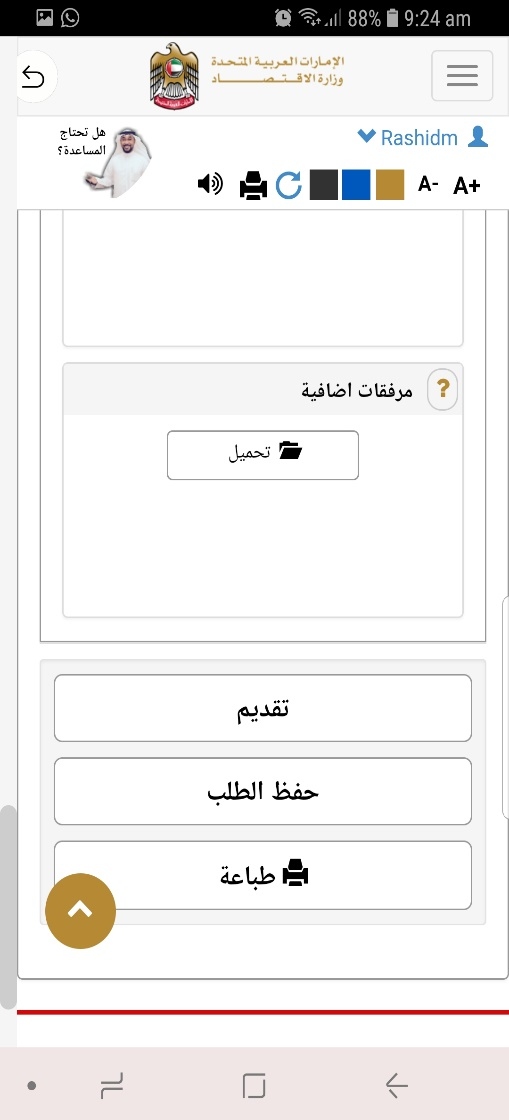 88% 9:24 am
الإمارات العربية المتحدة
وزارة الاقتـصـــــاد
هل تحتاج
المساعدة؟
Rashidm
A- A+
مرفقات اضافية ?
تحميل
تقديم
حفظ الطلب
طباعة